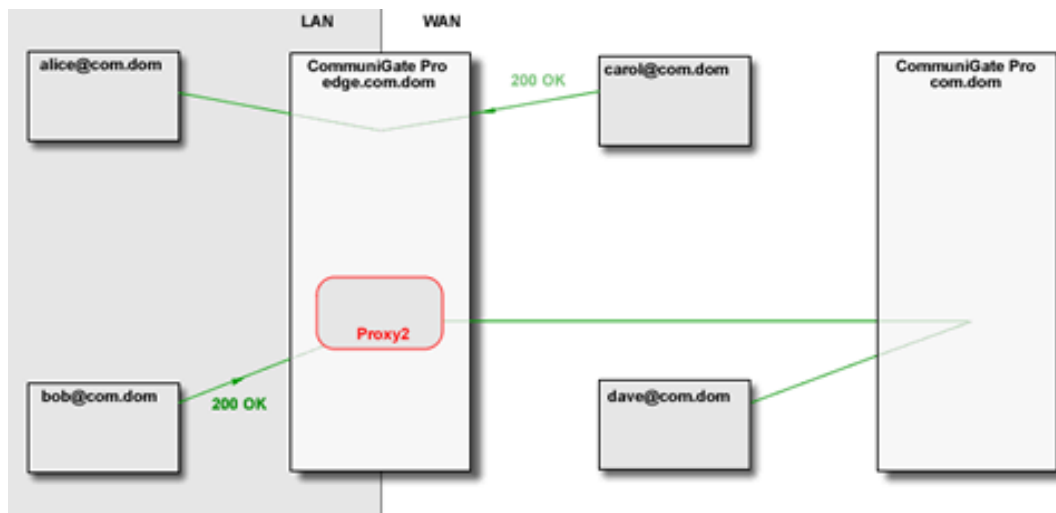 LAN
WAN
alice@com.dom
CommuniGate Pro
edge.com.dom
200 OK
carol@com.dom
CommuniGate Pro
com.dom
Proxy2
bob@com.dom
200 OK
dave@com.dom